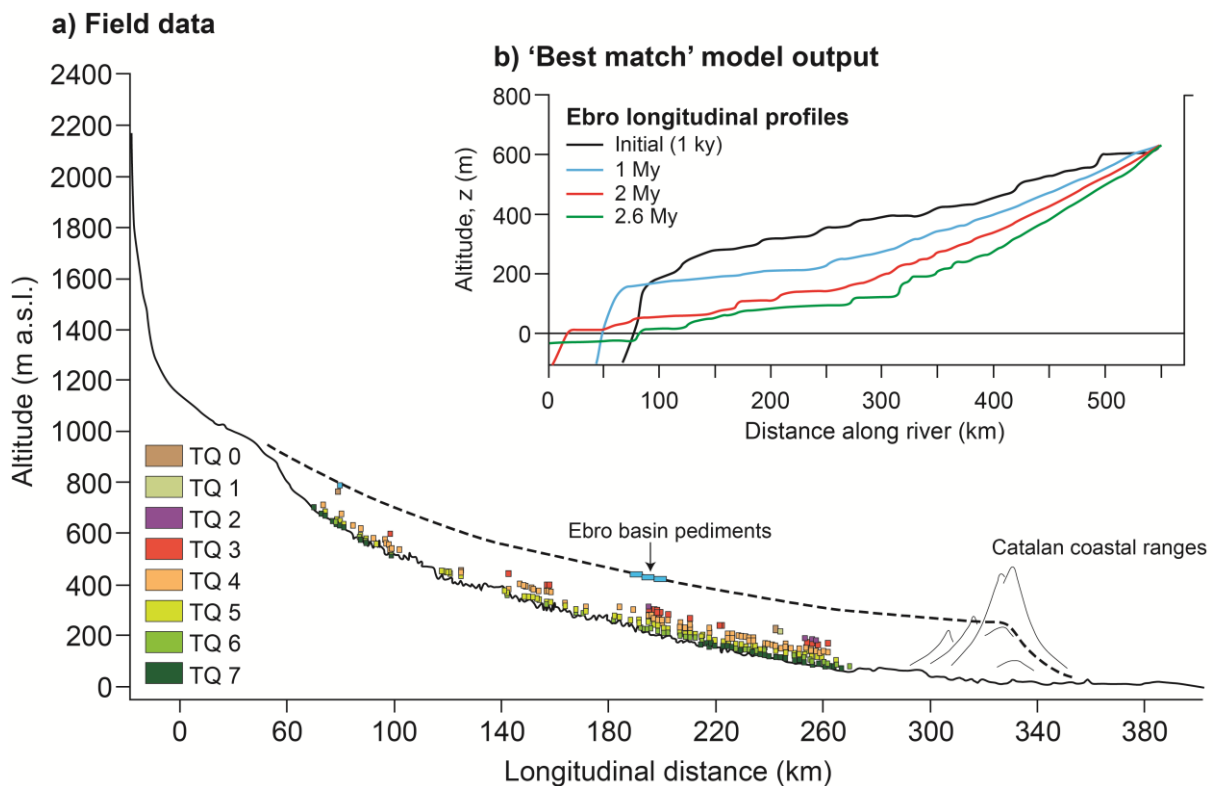 a) Field data
2400
2200
2000
1800
1600
1400
1200
1000
800
600
400
200
0
Altitude (m a.s.l.)
TQ 0
TQ 1
TQ 2
TQ 3
TQ 4
TQ 5
TQ 6
TQ 7
Ebro basin pediments
Catalan coastal ranges
0 60 100 140 180 220 260 300 340 380
Longitudinal distance (km)
b) ‘Best match’ model output
800
600
400
200
0
Altitude, z (m)
Ebro longitudinal profiles
Initial (1 ky)
1 My
2 My
2.6 My
0 100 200 300 400 500
Distance along river (km)